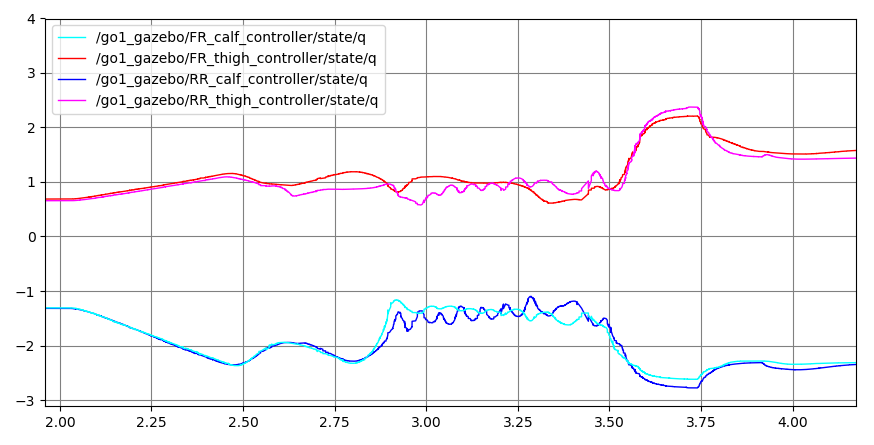 4
3
2
1
0
−1
−2
−3
/go1_gazebo/FR_calf_controller/state/q
/go1_gazebo/FR_thigh_controller/state/q
/go1_gazebo/RR_calf_controller/state/q
/go1_gazebo/RR_thigh_controller/state/q
2.00 2.25 2.50 2.75 3.00 3.25 3.50 3.75 4.00